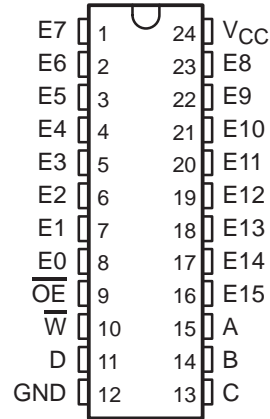 E7 1 24 VCC
E6 2 23 E8
E5 3 22 E9
E4 4 21 E10
E3 5 20 E11
E2 6 19 E12
E1 7 18 E13
E0 8 17 E14
O̅E̅ 9 16 E15
W̅ 10 15 A
D 11 14 B
GND 12 13 C